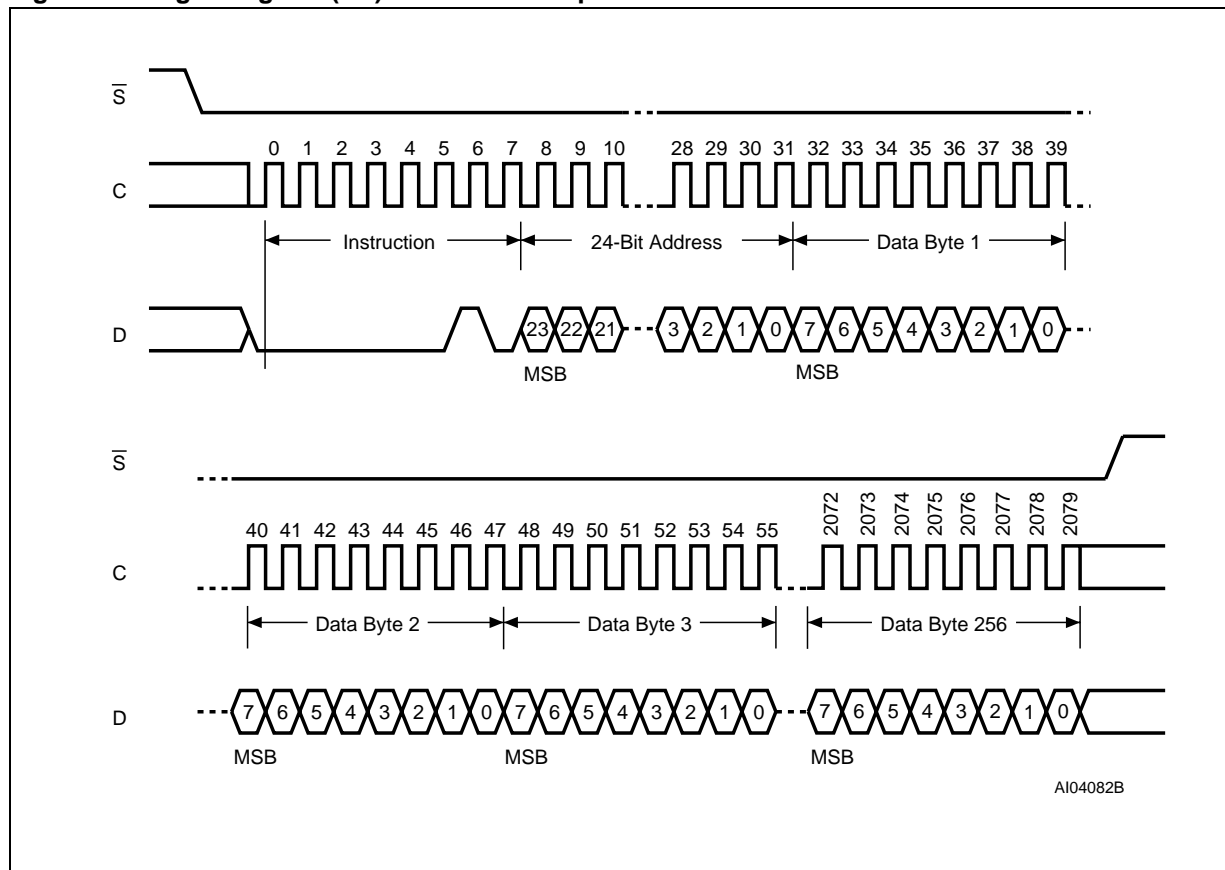 S
0 1 2 3 4 5 6 7 8 9 10 28 29 30 31 32 33 34 35 36 37 38 39
C
Instruction 24-Bit Address Data Byte 1
D 23 22 21 3 2 1 0 7 6 5 4 3 2 1 0
MSB MSB
S
40 41 42 43 44 45 46 47 48 49 50 51 52 53 54 55 2072 2073 2074 2075 2076 2077 2078 2079
C
Data Byte 2 Data Byte 3 Data Byte 256
D 7 6 5 4 3 2 1 0 7 6 5 4 3 2 1 0 7 6 5 4 3 2 1 0
MSB MSB MSB
AI04082B